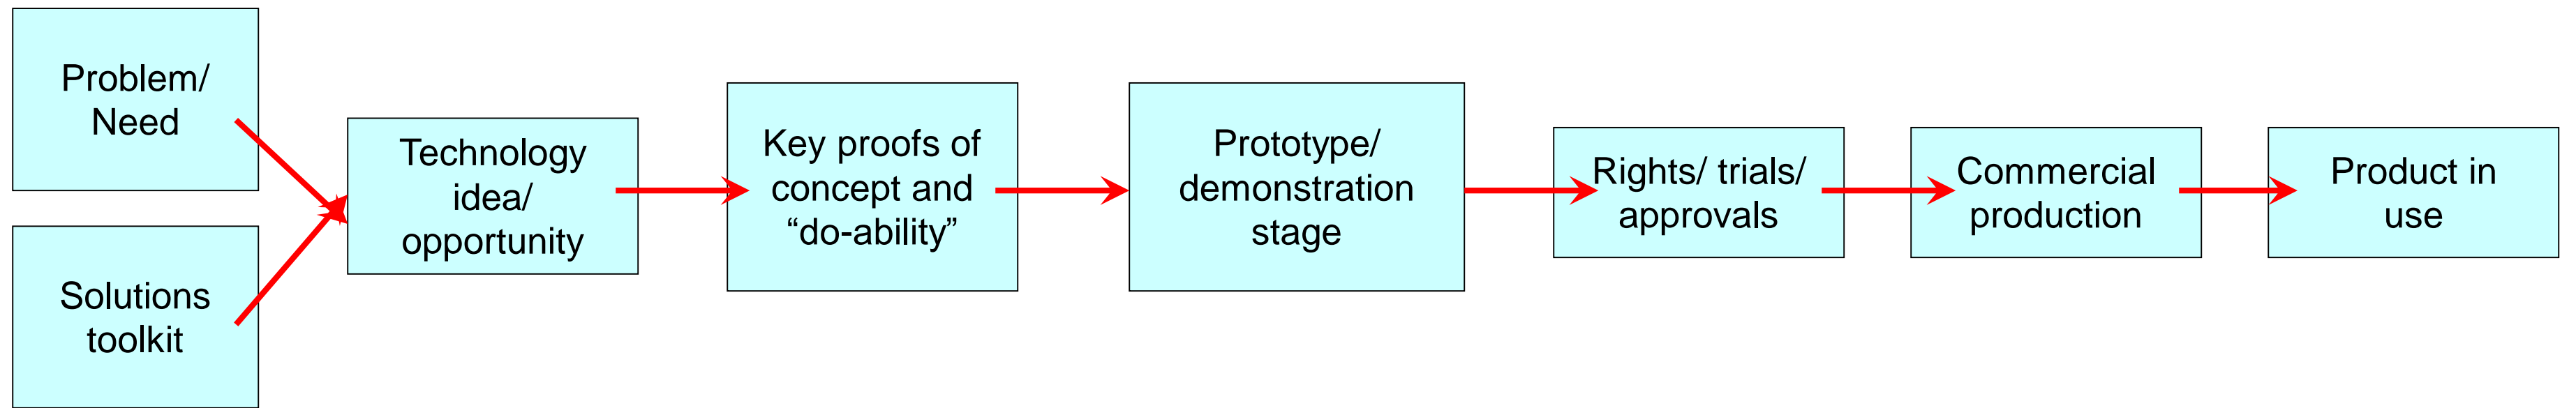 Problem/
Need
Solutions
toolkit
Technology
idea/
opportunity
Key proofs of
concept and
“do-ability”
Prototype/
demonstration
stage
Rights/ trials/
approvals
Commercial
production
Product in
use